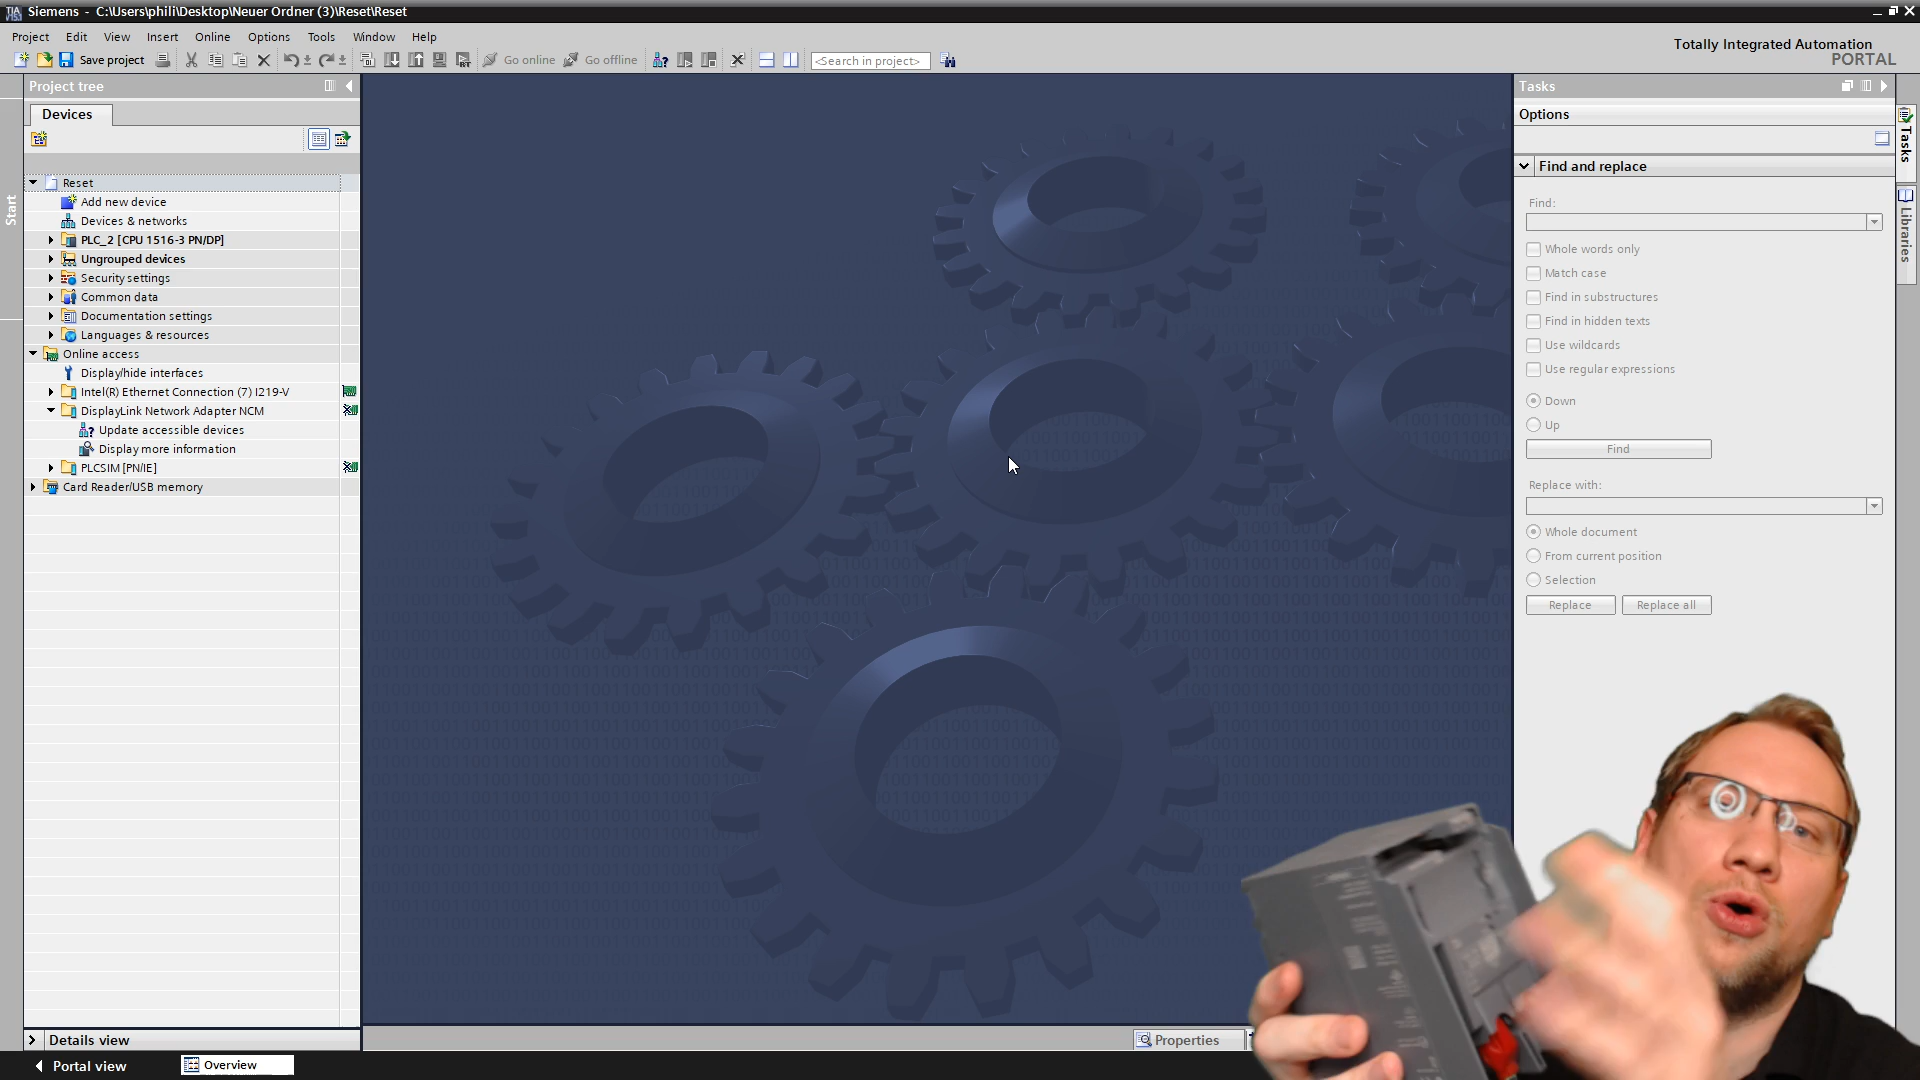 Siemens - C:\Users\phili\Desktop\Neuer Ordner (3)\Reset\Reset
Project Edit View Insert Online Options Tools Window Help
Totally Integrated Automation
PORTAL
Save project
Go online
Go offline
<Search in project>
Project tree
Devices
Start
Reset
Add new device
Devices & networks
PLC_2 [CPU 1516-3 PN/DP]
Ungrouped devices
Security settings
Common data
Documentation settings
Languages & resources
Online access
Display/hide interfaces
Intel(R) Ethernet Connection (7) I219-V
DisplayLink Network Adapter NCM
Update accessible devices
Display more information
PLCSIM [PN/IE]
Card Reader/USB memory
Details view
Portal view
Overview
Properties
Tasks
Options
Find and replace
Find:
Whole words only
Match case
Find in substructures
Find in hidden texts
Use wildcards
Use regular expressions
Down
Up
Find
Replace with:
Whole document
From current position
Selection
Replace
Replace all
Tasks
Libraries